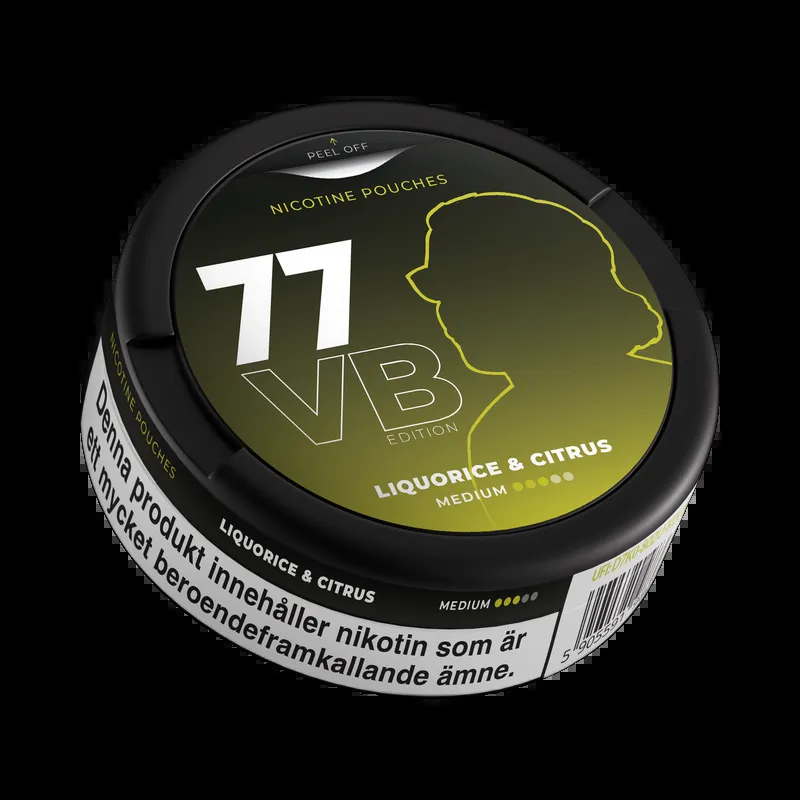 PEEL OFF
NICOTINE POUCHES
77
VB
EDITION
LIQUORICE & CITRUS
MEDIUM
NICOTINE POUCHES
LIQUORICE & CITRUS
MEDIUM
Denna produkt innehåller nikotin som är
ett mycket beroendeframkallande ämne.